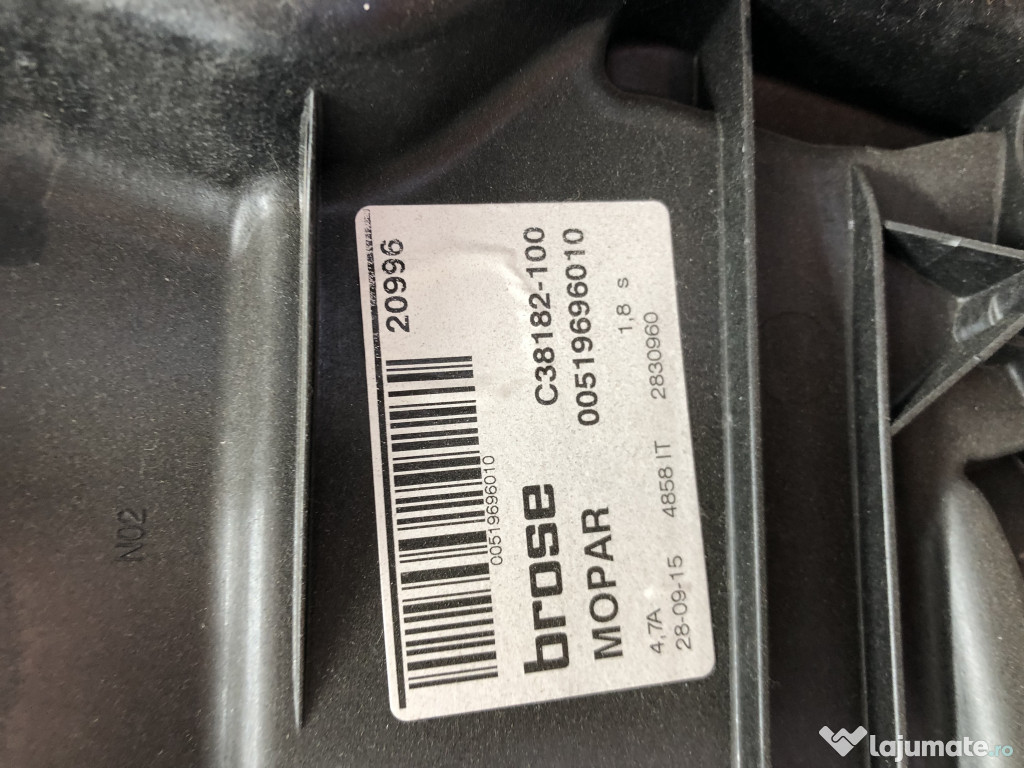 20996
00519696010
brose C38182-100
MOPAR 00519696010
4,7A 1,8 s
28-09-15 4858 IT 2830960
N02
lajumate.ro